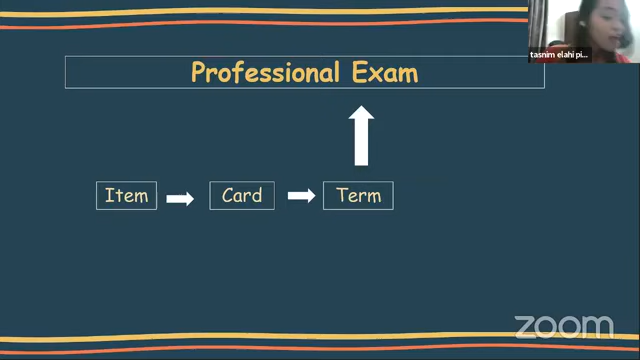 tasnim elahi pi...
Professional Exam
Item Card Term
zoom